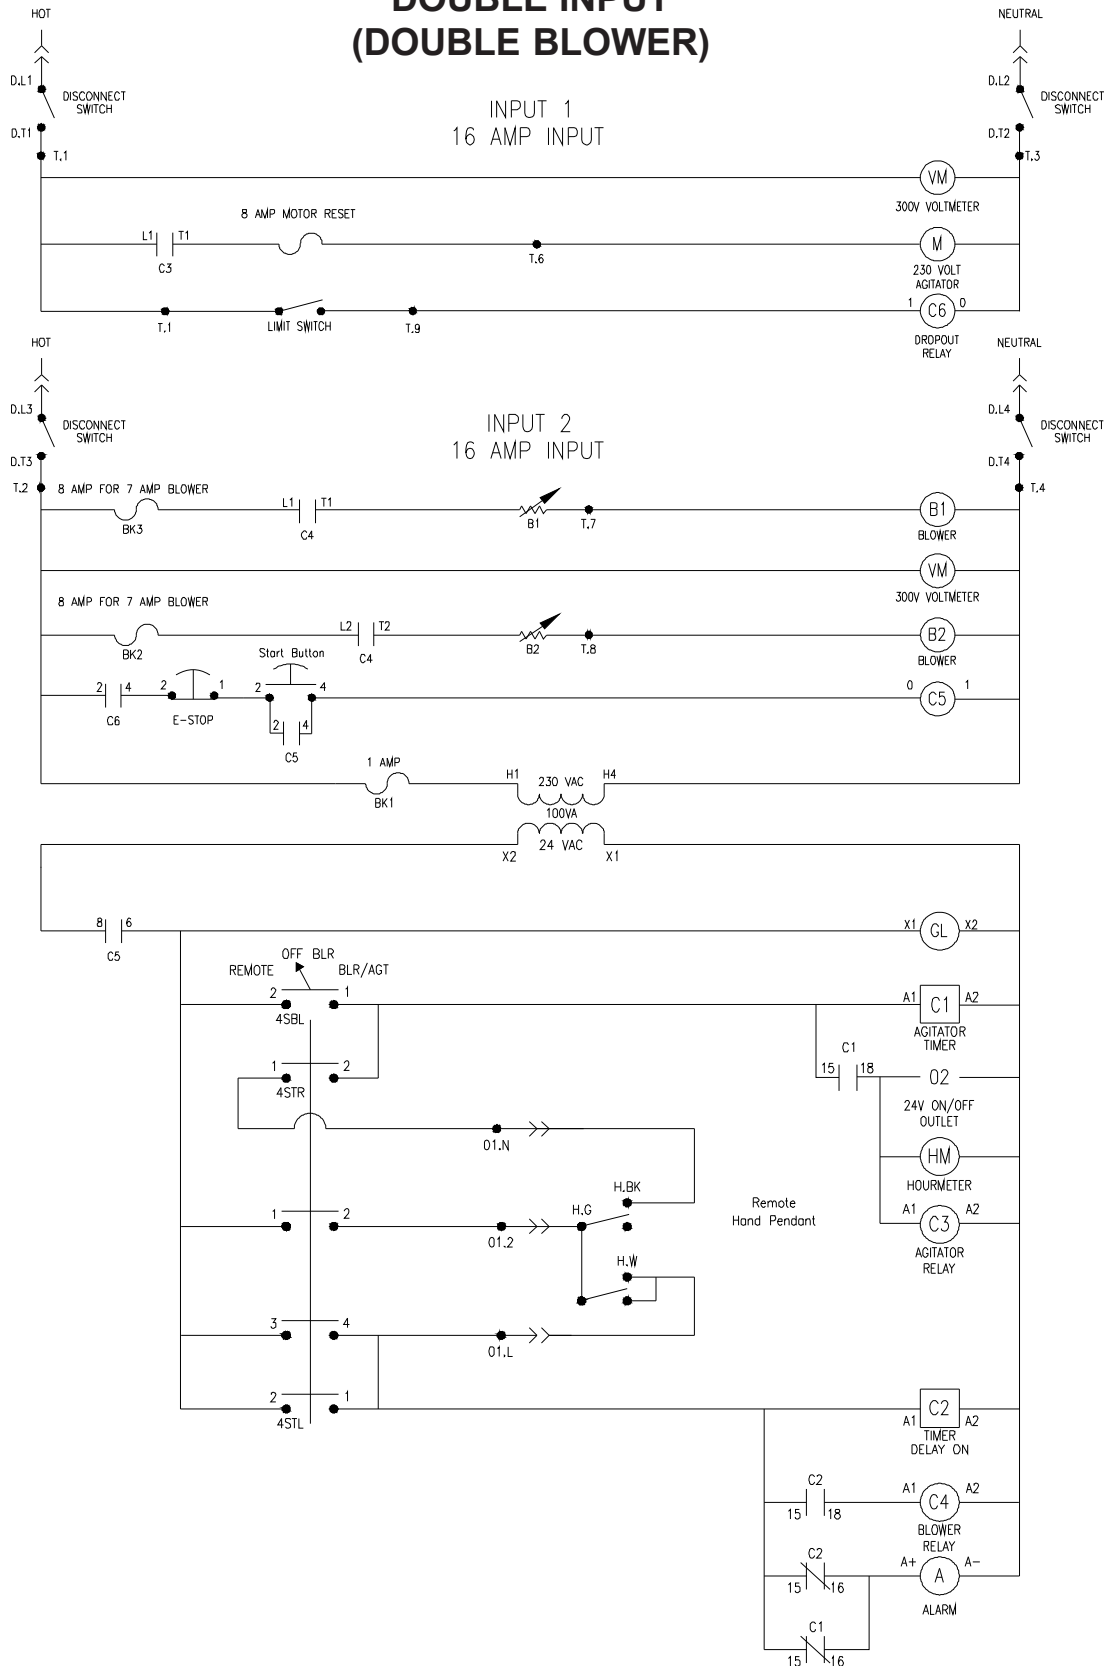 DOUBLE INPUT
(DOUBLE BLOWER)
HOT
NEUTRAL
D.L1
DISCONNECT
SWITCH
D.L2
DISCONNECT
SWITCH
INPUT 1
16 AMP INPUT
D.T1
D.T2
T.1
T.3
VM
300V VOLTMETER
8 AMP MOTOR RESET
L1
T1
C3
T.6
M
230 VOLT
AGITATOR
T.1
LIMIT SWITCH
T.9
1
C6
0
DROPOUT
RELAY
HOT
NEUTRAL
D.L3
DISCONNECT
SWITCH
D.L4
DISCONNECT
SWITCH
INPUT 2
16 AMP INPUT
D.T3
D.T4
T.2
T.4
8 AMP FOR 7 AMP BLOWER
BK3
L1
T1
C4
B1
T.7
B1
BLOWER
VM
300V VOLTMETER
8 AMP FOR 7 AMP BLOWER
BK2
L2
T2
C4
B2
T.8
B2
BLOWER
Start Button
2
4
C6
2
1
E-STOP
2
4
2
4
C5
0
C5
1
1 AMP
BK1
H1
230 VAC
H4
100VA
X2
24 VAC
X1
8
6
C5
X1
GL
X2
OFF BLR
REMOTE
BLR/AGT
2
1
4SBL
A1
C1
A2
AGITATOR
TIMER
1
2
4STR
C1
15
18
02
24V ON/OFF
OUTLET
01.N
HM
HOURMETER
H.BK
H.G
1
2
01.2
Remote
Hand Pendant
A1
C3
A2
AGITATOR
RELAY
H.W
3
4
01.L
2
1
4STL
A1
C2
A2
TIMER
DELAY ON
C2
15
18
A1
C4
A2
BLOWER
RELAY
C2
15
16
A+
A
A-
ALARM
C1
15
16